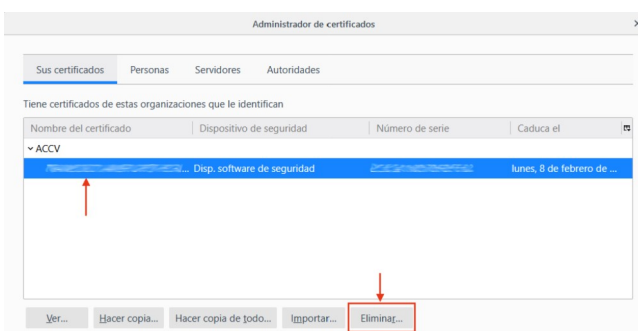 Administrador de certificados
Sus certificados Personas Servidores Autoridades
Tiene certificados de estas organizaciones que le identifican
Nombre del certificado Dispositivo de seguridad Número de serie Caduca el
ACCV
... Disp. software de seguridad lunes, 8 de febrero de ...
Ver... Hacer copia... Hacer copia de todo... Importar... Eliminar...